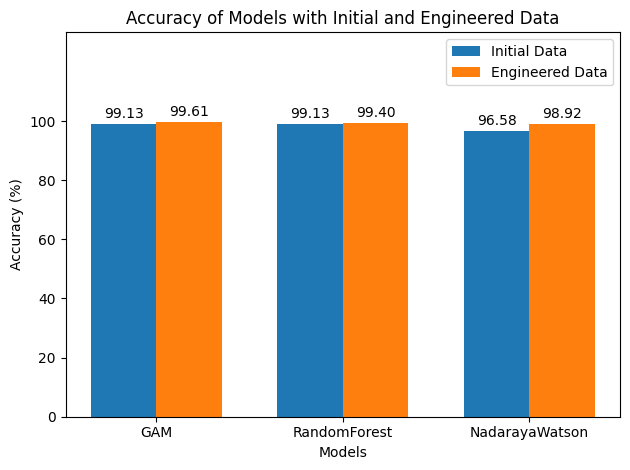 Accuracy of Models with Initial and Engineered Data
Initial Data
Engineered Data
99.13
99.61
99.13
99.40
96.58
98.92
100
80
60
40
20
0
Accuracy (%)
GAM
RandomForest
NadarayaWatson
Models